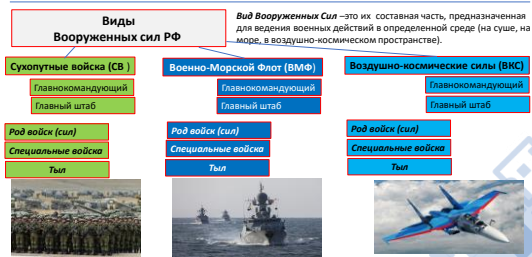 Виды
Вооруженных сил РФ
Вид Вооруженных Сил –это их составная часть, предназначенная
для ведения военных действий в определенной среде (на суше, на
море, в воздушно-космическом пространстве).
Сухопутные войска (СВ )
Главнокомандующий
Главный штаб
Род войск (сил)
Специальные войска
Тыл
Военно-Морской Флот (ВМФ)
Главнокомандующий
Главный штаб
Род войск (сил)
Специальные войска
Тыл
Воздушно-космические силы (ВКС)
Главнокомандующий
Главный штаб
Род войск (сил)
Специальные войска
Тыл